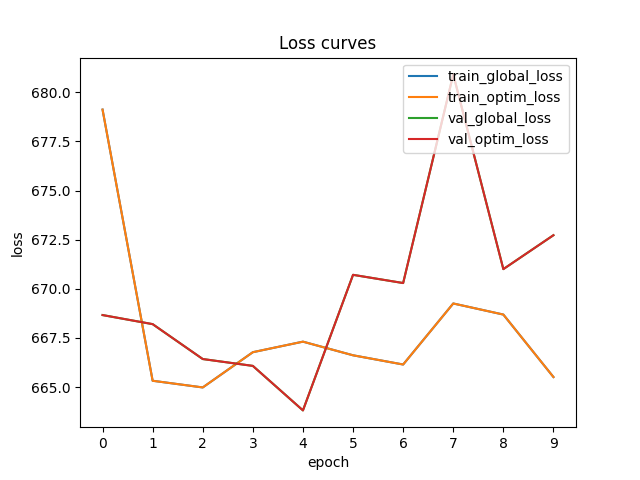 Loss curves
train_global_loss
train_optim_loss
val_global_loss
val_optim_loss
680.0
677.5
675.0
672.5
670.0
667.5
665.0
loss
0 1 2 3 4 5 6 7 8 9
epoch